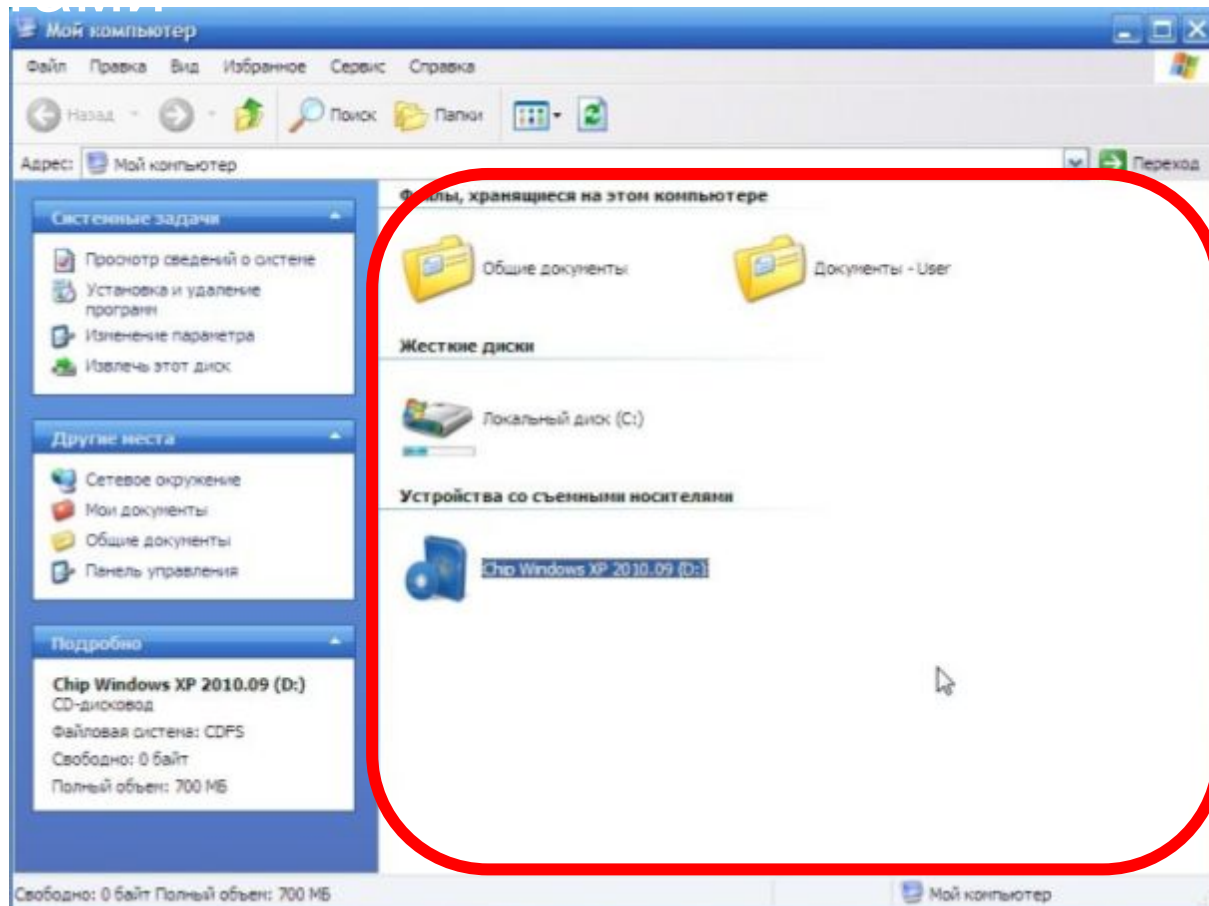 Мой компьютер
Файл Правка Вид Избранное Сервис Справка
Назад Поиск Папки
Адрес: Мой компьютер Переход
Системные задачи
Просмотр сведений о системе
Установка и удаление
программ
Изменение параметра
Извлечь этот диск
Другие места
Сетевое окружение
Мои документы
Общие документы
Панель управления
Подробно
Chip Windows XP 2010.09 (D:)
CD-дисковод
Файловая система: CDFS
Свободно: 0 байт
Полный объем: 700 МБ
Файлы, хранящиеся на этом компьютере
Общие документы
Документы - User
Жесткие диски
Локальный диск (C:)
Устройства со съемными носителями
Chip Windows XP 2010.09 (D:)
Свободно: 0 байт Полный объем: 700 МБ Мой компьютер